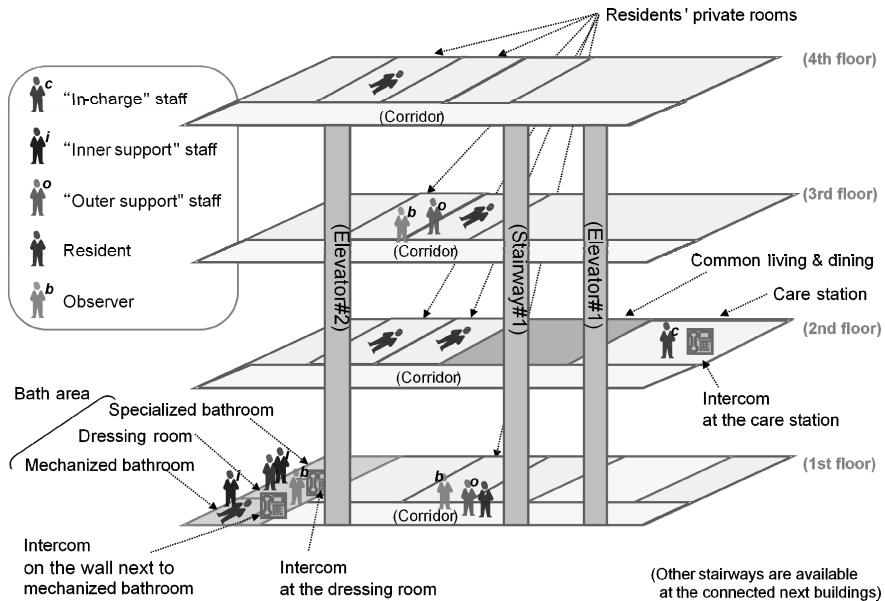 Residents' private rooms
(4th floor)
c
"In-charge" staff
i
"Inner support" staff
o
"Outer support" staff
Resident
b
Observer
(Corridor)
(3rd floor)
b
o
(Corridor)
(Elevator#2)
(Stairway#1)
(Elevator#1)
Common living & dining
Care station
(2nd floor)
c
(Corridor)
Intercom
at the care station
Bath area
Specialized bathroom
Dressing room
Mechanized bathroom
(1st floor)
i
i
b
b
o
(Corridor)
Intercom
on the wall next to
mechanized bathroom
Intercom
at the dressing room
(Other stairways are available
at the connected next buildings)